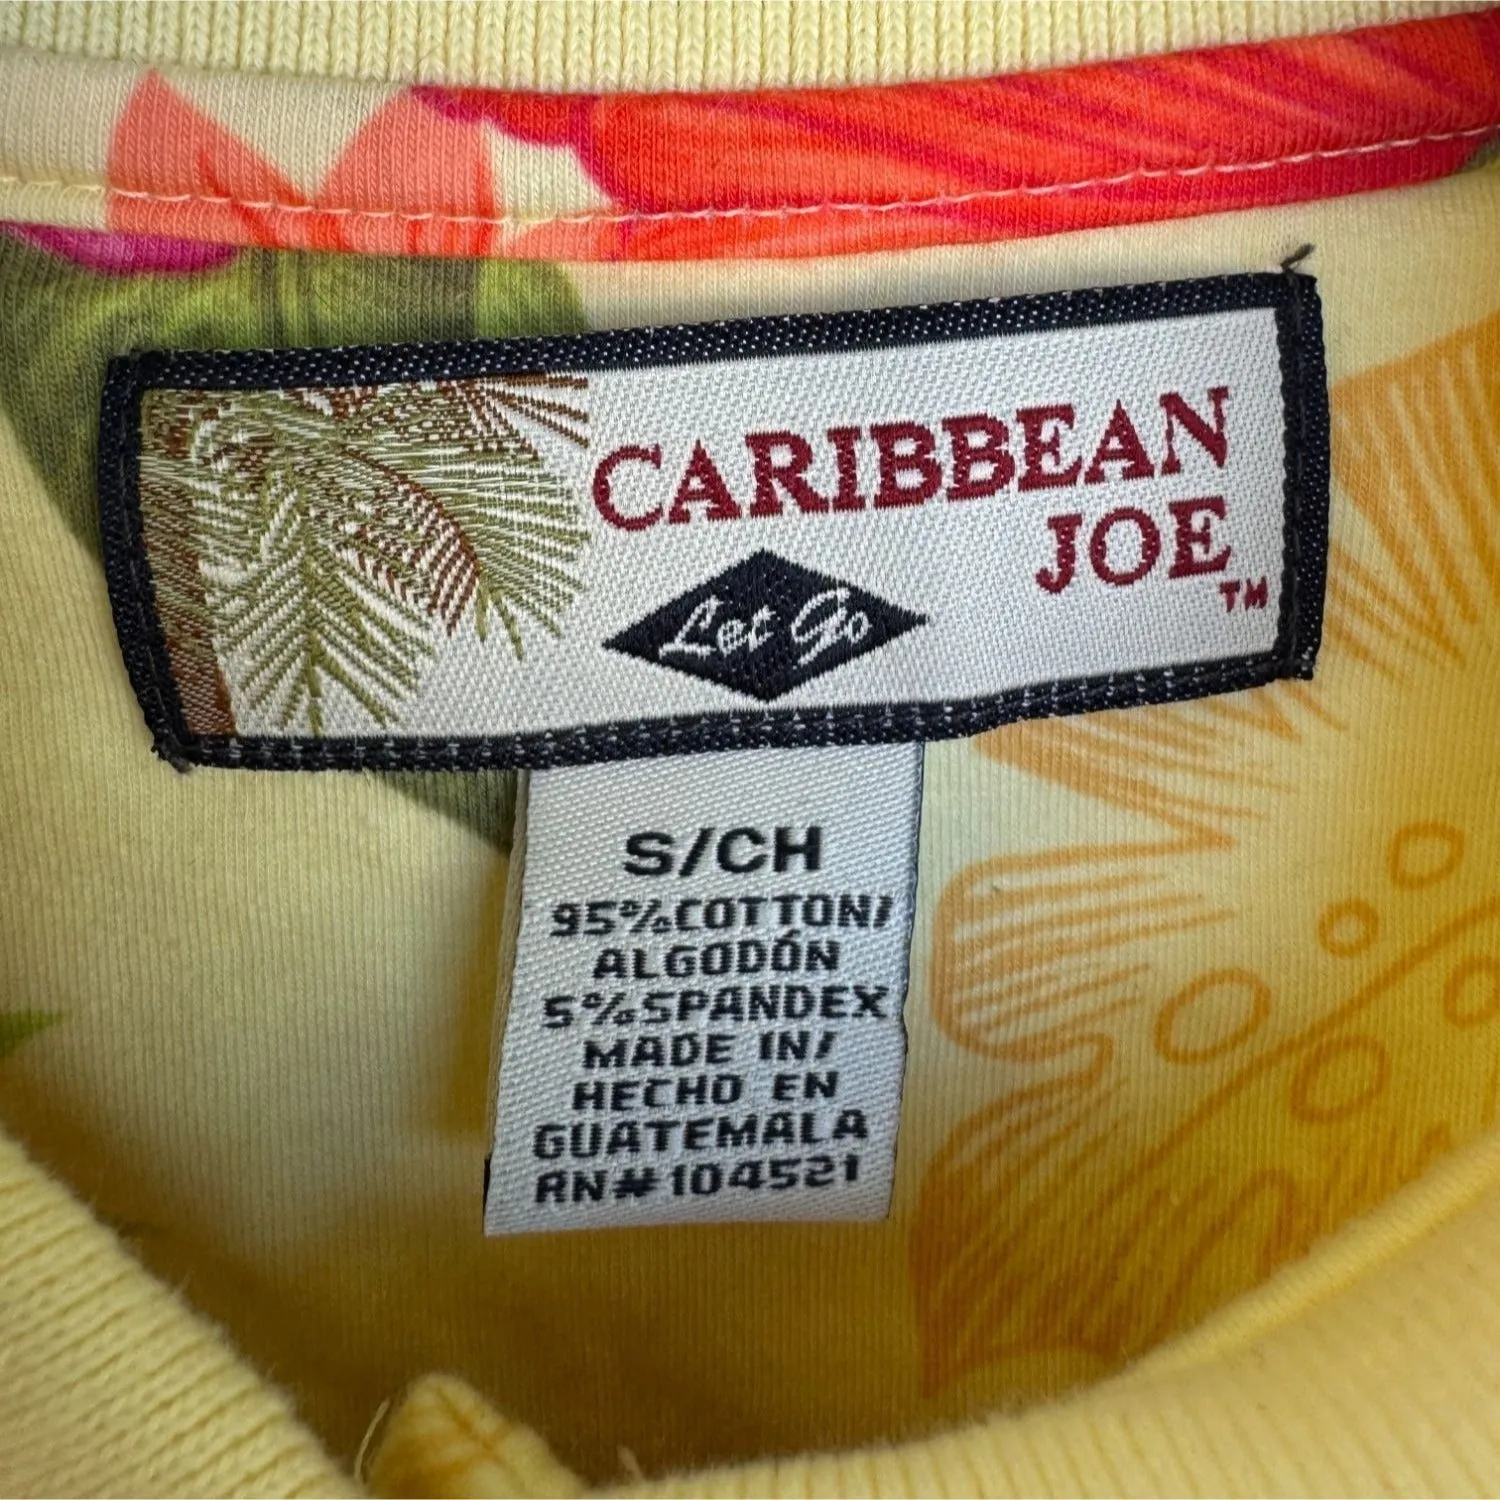 CARIBBEAN
JOE™
Let Go
S/CH
95%COTTON/
ALGODÓN
5%SPANDEX
MADE IN/
HECHO EN
GUATEMALA
RN#104521